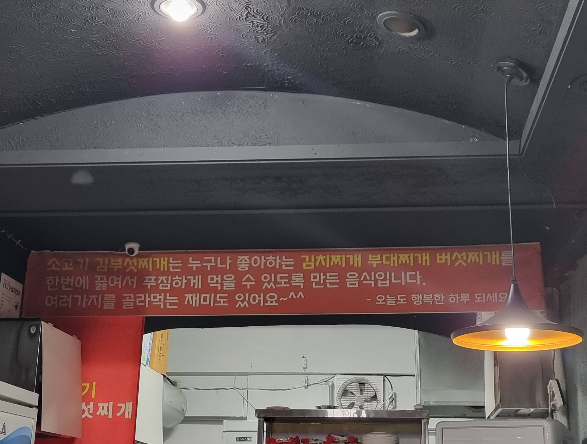 소고기 김부섯찌개는 누구나 좋아하는 김치찌개 부대찌개 버섯찌개를
한번에 끓여서 푸짐하게 먹을 수 있도록 만든 음식입니다.
여러가지를 골라먹는 재미도 있어요~^^ - 오늘도 행복한 하루 되세요
기
섯찌개